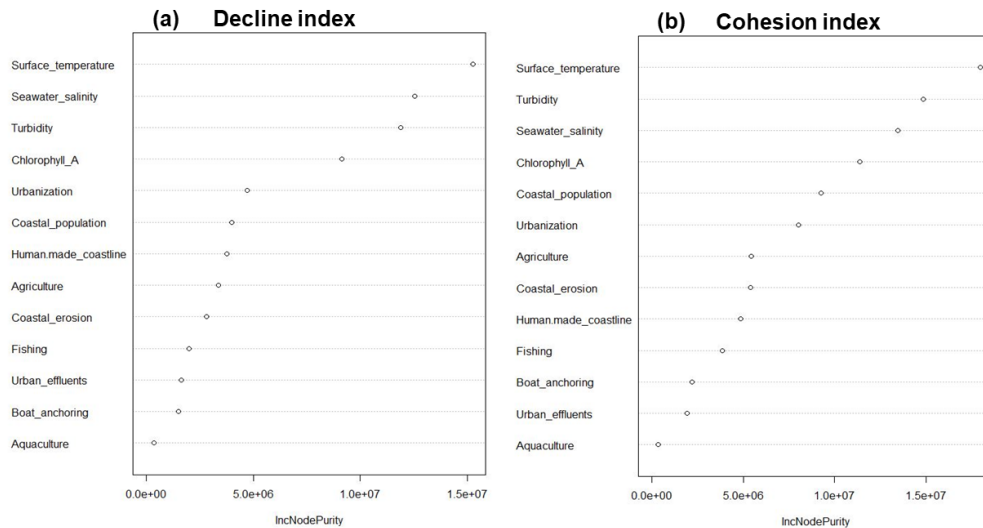 (a) Decline index
Surface_temperature
Seawater_salinity
Turbidity
Chlorophyll_A
Urbanization
Coastal_population
Human.made_coastline
Agriculture
Coastal_erosion
Fishing
Urban_effluents
Boat_anchoring
Aquaculture
0.0e+00 5.0e+06 1.0e+07 1.5e+07
IncNodePurity
(b) Cohesion index
Surface_temperature
Turbidity
Seawater_salinity
Chlorophyll_A
Coastal_population
Urbanization
Agriculture
Coastal_erosion
Human.made_coastline
Fishing
Boat_anchoring
Urban_effluents
Aquaculture
0.0e+00 5.0e+06 1.0e+07 1.5e+07
IncNodePurity